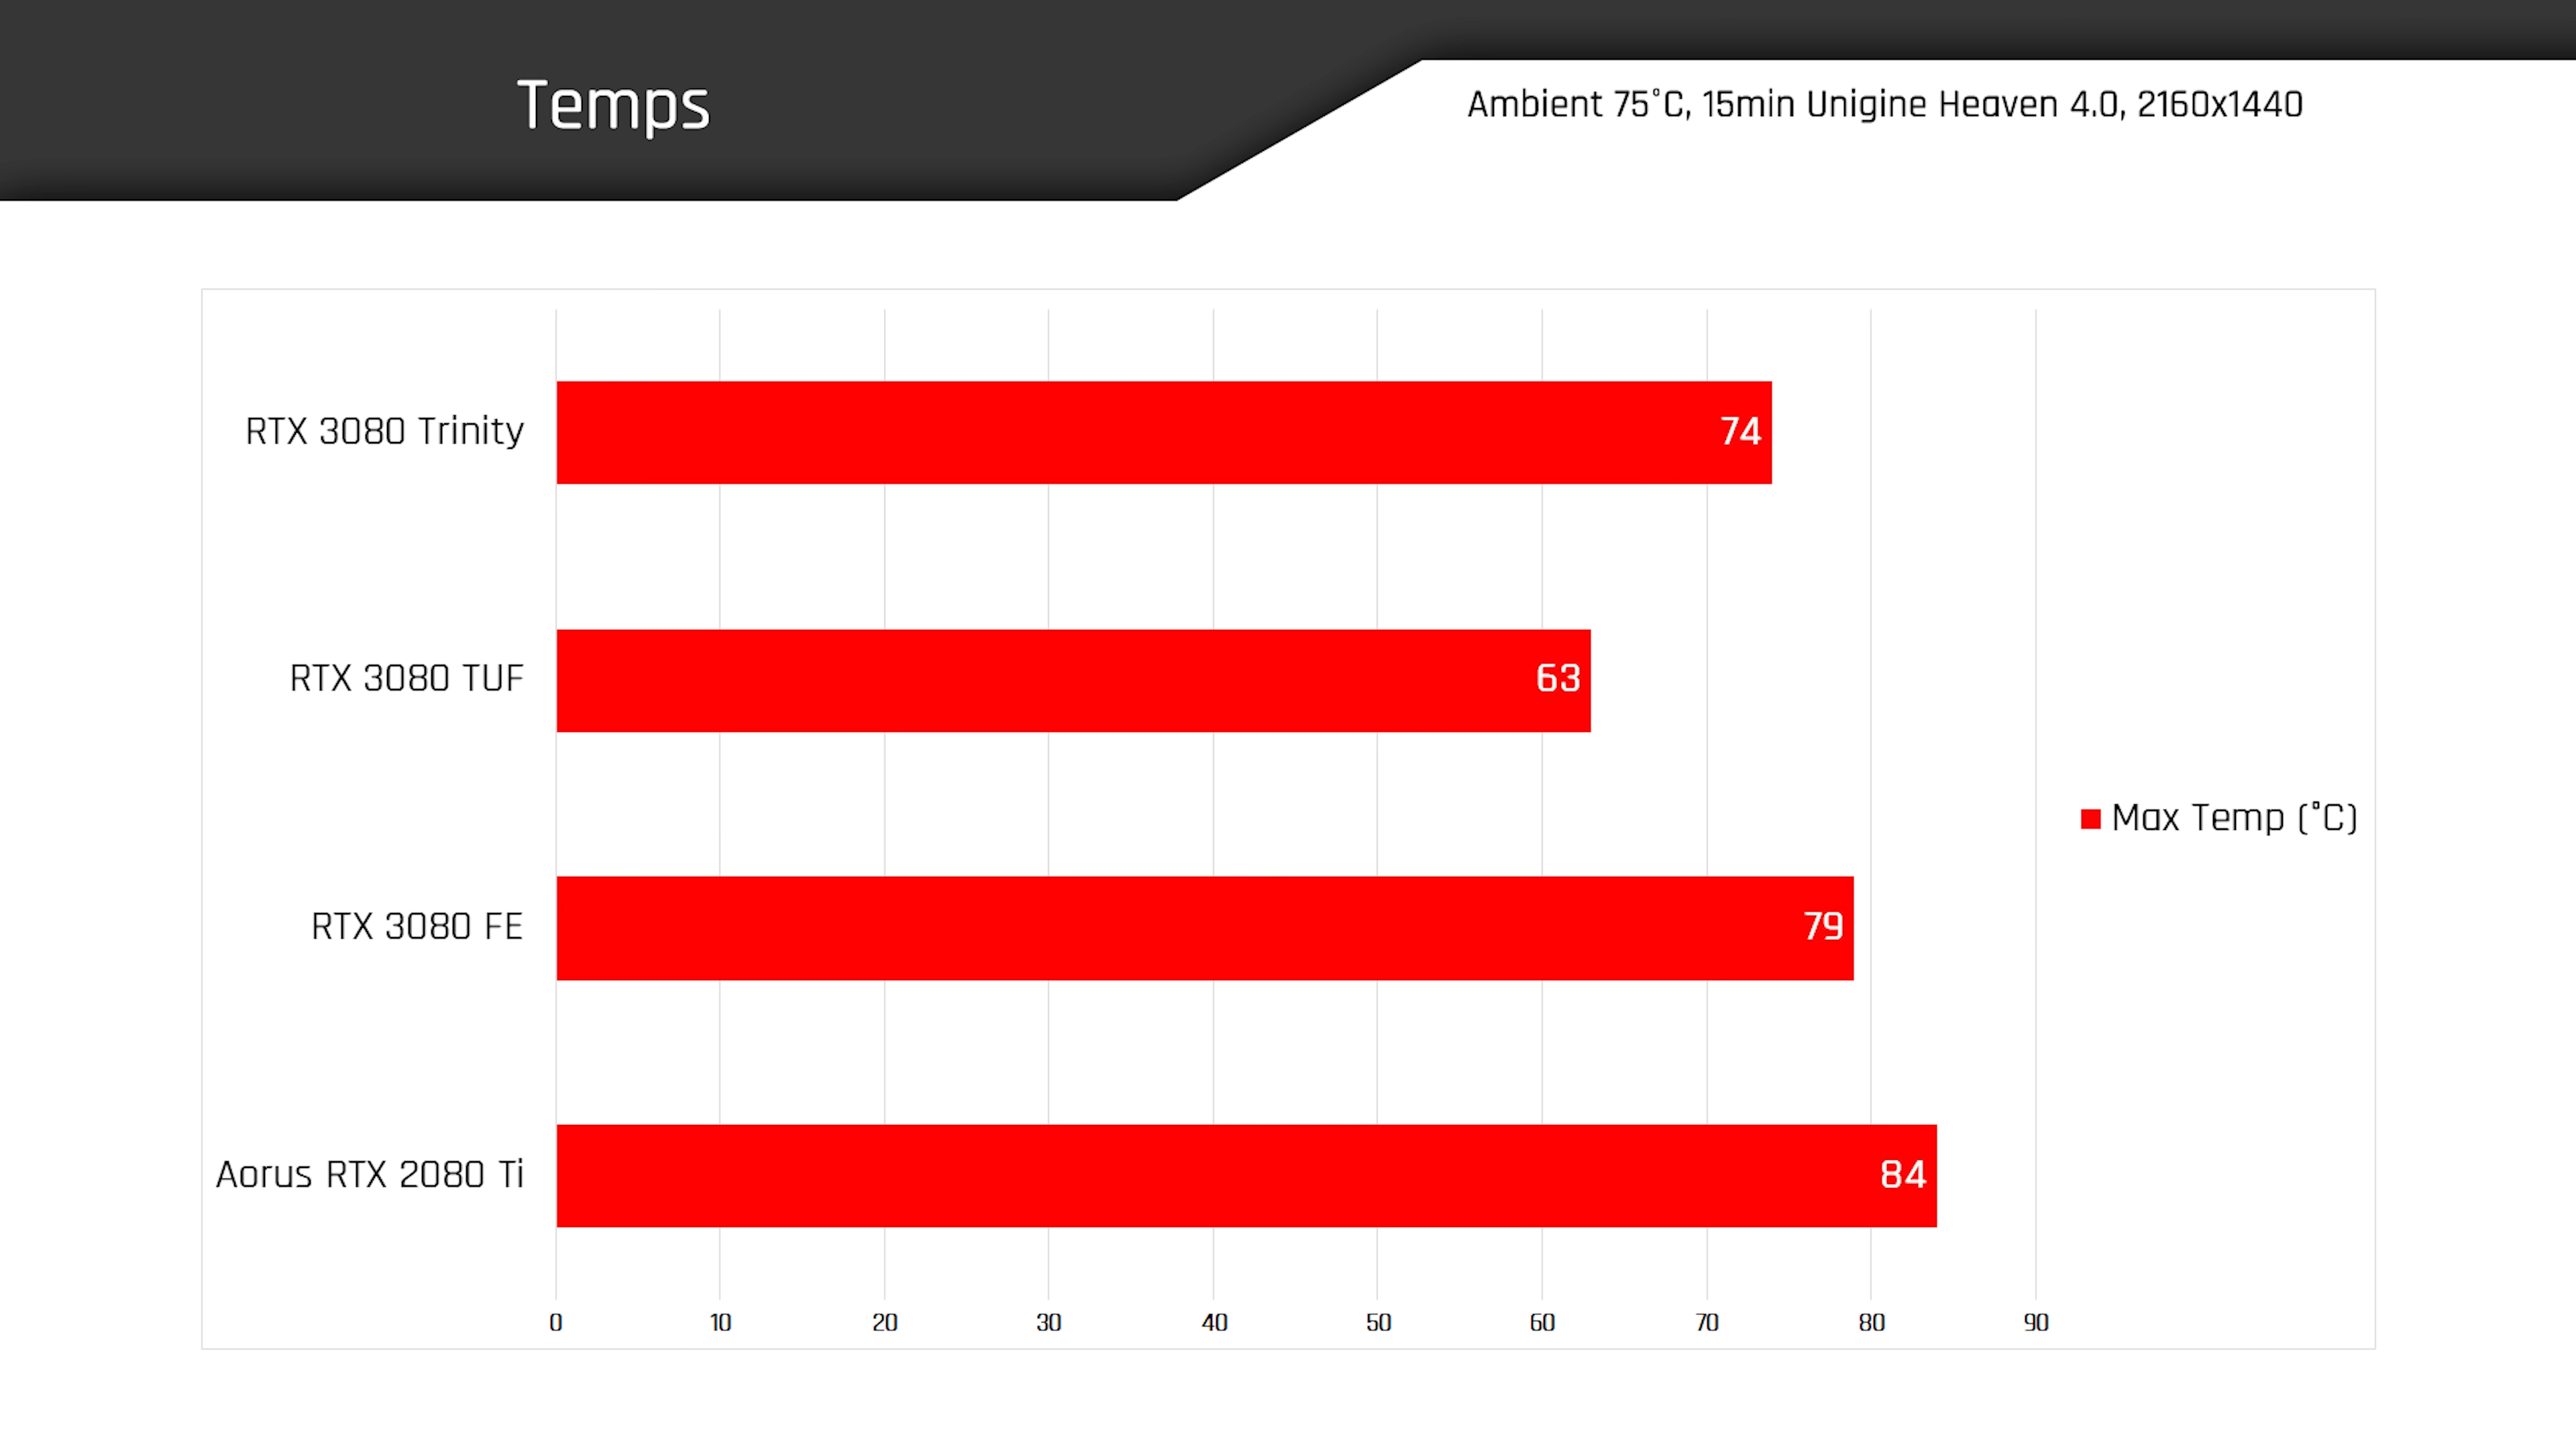 Temps
Ambient 75°C, 15min Unigine Heaven 4.0, 2160x1440
RTX 3080 Trinity
74
RTX 3080 TUF
63
RTX 3080 FE
79
Aorus RTX 2080 Ti
84
Max Temp (°C)
0 10 20 30 40 50 60 70 80 90